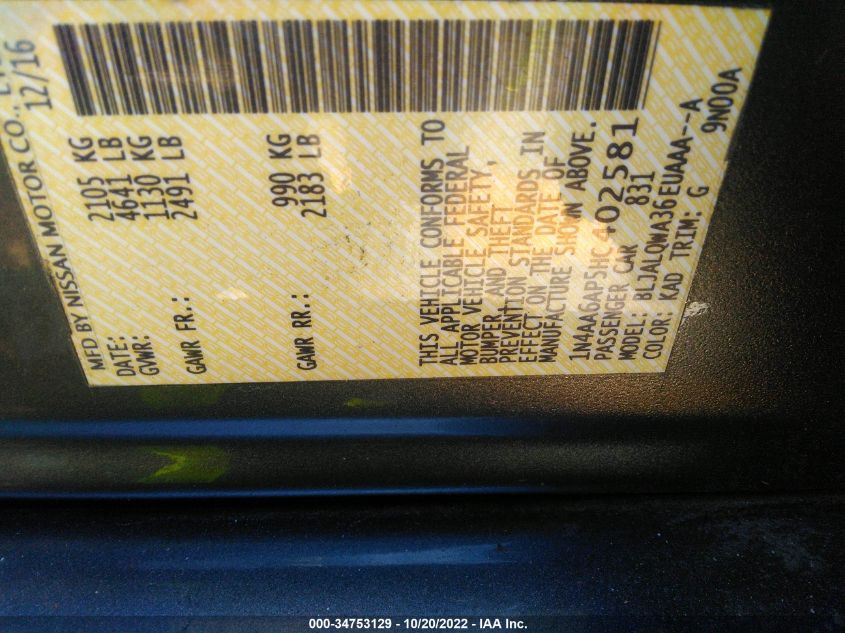 MFD BY NISSAN MOTOR CO.,
DATE: 12/16
GVWR: 2105 KG
4641 LB
GAWR FR.: 1130 KG
2491 LB
GAWR RR.: 990 KG
2183 LB
THIS VEHICLE CONFORMS TO
ALL APPLICABLE FEDERAL
MOTOR VEHICLE SAFETY,
BUMPER, AND THEFT
PREVENTION STANDARDS IN
EFFECT ON THE DATE OF
MANUFACTURE SHOWN ABOVE.
1N4AA6AP5HC402581
PASSENGER CAR 831
MODEL: BLJALQWA36EUAAA--A
COLOR: KAD TRIM: G 9N00A
000-34753129 - 10/20/2022 - IAA Inc.